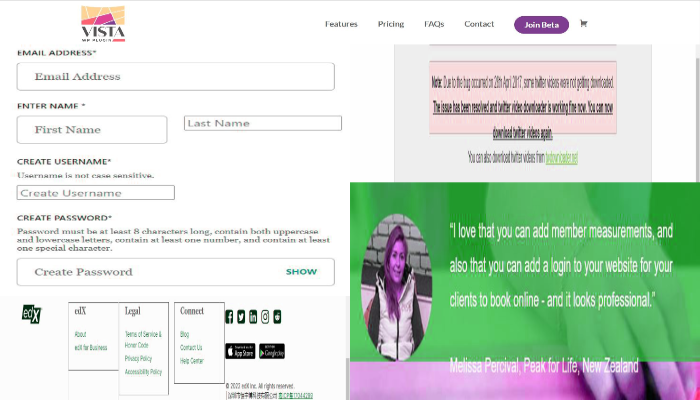 VISTA
WP PLUGIN
Features
Pricing
FAQs
Contact
Join Beta
EMAIL ADDRESS*
Email Address
ENTER NAME *
First Name
Last Name
CREATE USERNAME*
Username is not case sensitive.
Create Username
CREATE PASSWORD*
Password must be at least 8 characters long, contain both uppercase
and lowercase letters, contain at least one number, and contain at least
one special character.
Create Password
SHOW
Note: Due to the bug occurred on 28th April 2017, some twitter videos were not getting downloaded.
The issue has been resolved and twitter video downloader is working fine now. You can now
download twitter videos again.
You can also download twitter videos from
"I love that you can add member measurements, and
also that you can add a login to your website for your
clients to book online - and it looks professional."
Melissa Percival, Peak for Life, New Zealand
edX
edX
About
edX for Business
Legal
Terms of Service &
Honor Code
Privacy Policy
Accessibility Policy
Connect
Blog
Contact Us
Help Center
App Store
Google play
© 2022 edX Inc. All rights reserved.